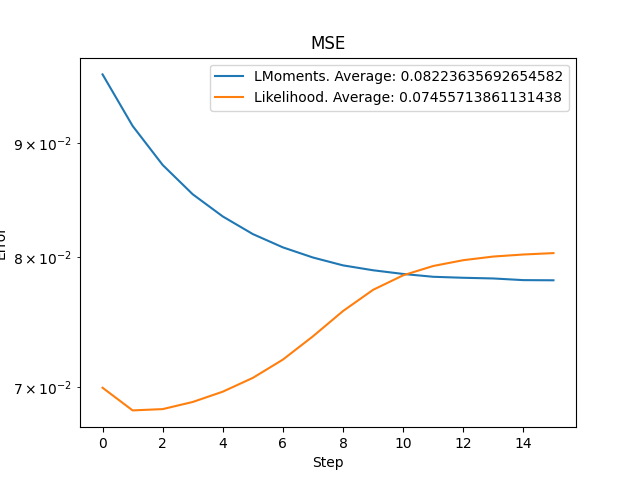 MSE
LMoments. Average: 0.08223635692654582
Likelihood. Average: 0.07455713861131438
9 × 10⁻²
8 × 10⁻²
7 × 10⁻²
Error
0 2 4 6 8 10 12 14
Step